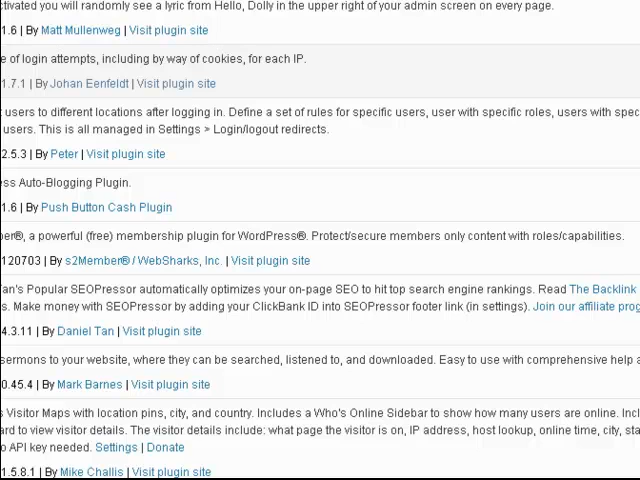 ctivated you will randomly see a lyric from Hello, Dolly in the upper right of your admin screen on every page.
1.6 | By Matt Mullenweg | Visit plugin site
e of login attempts, including by way of cookies, for each IP.
1.7.1 | By Johan Eenfeldt | Visit plugin site
t users to different locations after logging in. Define a set of rules for specific users, user with specific roles, users with spec
users. This is all managed in Settings > Login/logout redirects.
2.5.3 | By Peter | Visit plugin site
ess Auto-Blogging Plugin.
1.6 | By Push Button Cash Plugin
ber®, a powerful (free) membership plugin for WordPress®. Protect/secure members only content with roles/capabilities.
120703 | By s2Member® / WebSharks, Inc. | Visit plugin site
Tan's Popular SEOPressor automatically optimizes your on-page SEO to hit top search engine rankings. Read The Backlink
s. Make money with SEOPressor by adding your ClickBank ID into SEOPressor footer link (in settings). Join our affiliate prog
4.3.11 | By Daniel Tan | Visit plugin site
sermons to your website, where they can be searched, listened to, and downloaded. Easy to use with comprehensive help a
0.45.4 | By Mark Barnes | Visit plugin site
s Visitor Maps with location pins, city, and country. Includes a Who's Online Sidebar to show how many users are online. Incl
ard to view visitor details. The visitor details include: what page the visitor is on, IP address, host lookup, online time, city, sta
o API key needed. Settings | Donate
1.5.8.1 | By Mike Challis | Visit plugin site